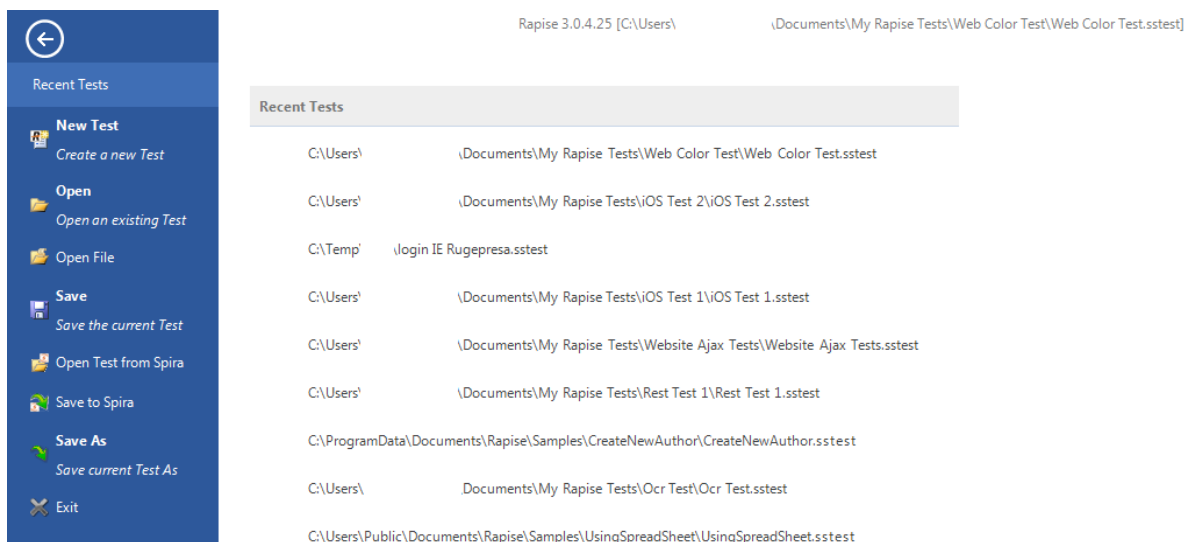 Rapise 3.0.4.25 [C:\Users\ \Documents\My Rapise Tests\Web Color Test\Web Color Test.sstest]
Recent Tests
New Test
Create a new Test
Open
Open an existing Test
Open File
Save
Save the current Test
Open Test from Spira
Save to Spira
Save As
Save current Test As
Exit
Recent Tests
C:\Users\ \Documents\My Rapise Tests\Web Color Test\Web Color Test.sstest
C:\Users\ \Documents\My Rapise Tests\iOS Test 2\iOS Test 2.sstest
C:\Temp\ \login IE Rugepresa.sstest
C:\Users\ \Documents\My Rapise Tests\iOS Test 1\iOS Test 1.sstest
C:\Users\ \Documents\My Rapise Tests\Website Ajax Tests\Website Ajax Tests.sstest
C:\Users\ \Documents\My Rapise Tests\Rest Test 1\Rest Test 1.sstest
C:\ProgramData\Documents\Rapise\Samples\CreateNewAuthor\CreateNewAuthor.sstest
C:\Users\ Documents\My Rapise Tests\Ocr Test\Ocr Test.sstest
C:\Users\Public\Documents\Rapise\Samples\UsingSpreadSheet\UsingSpreadSheet.sstest